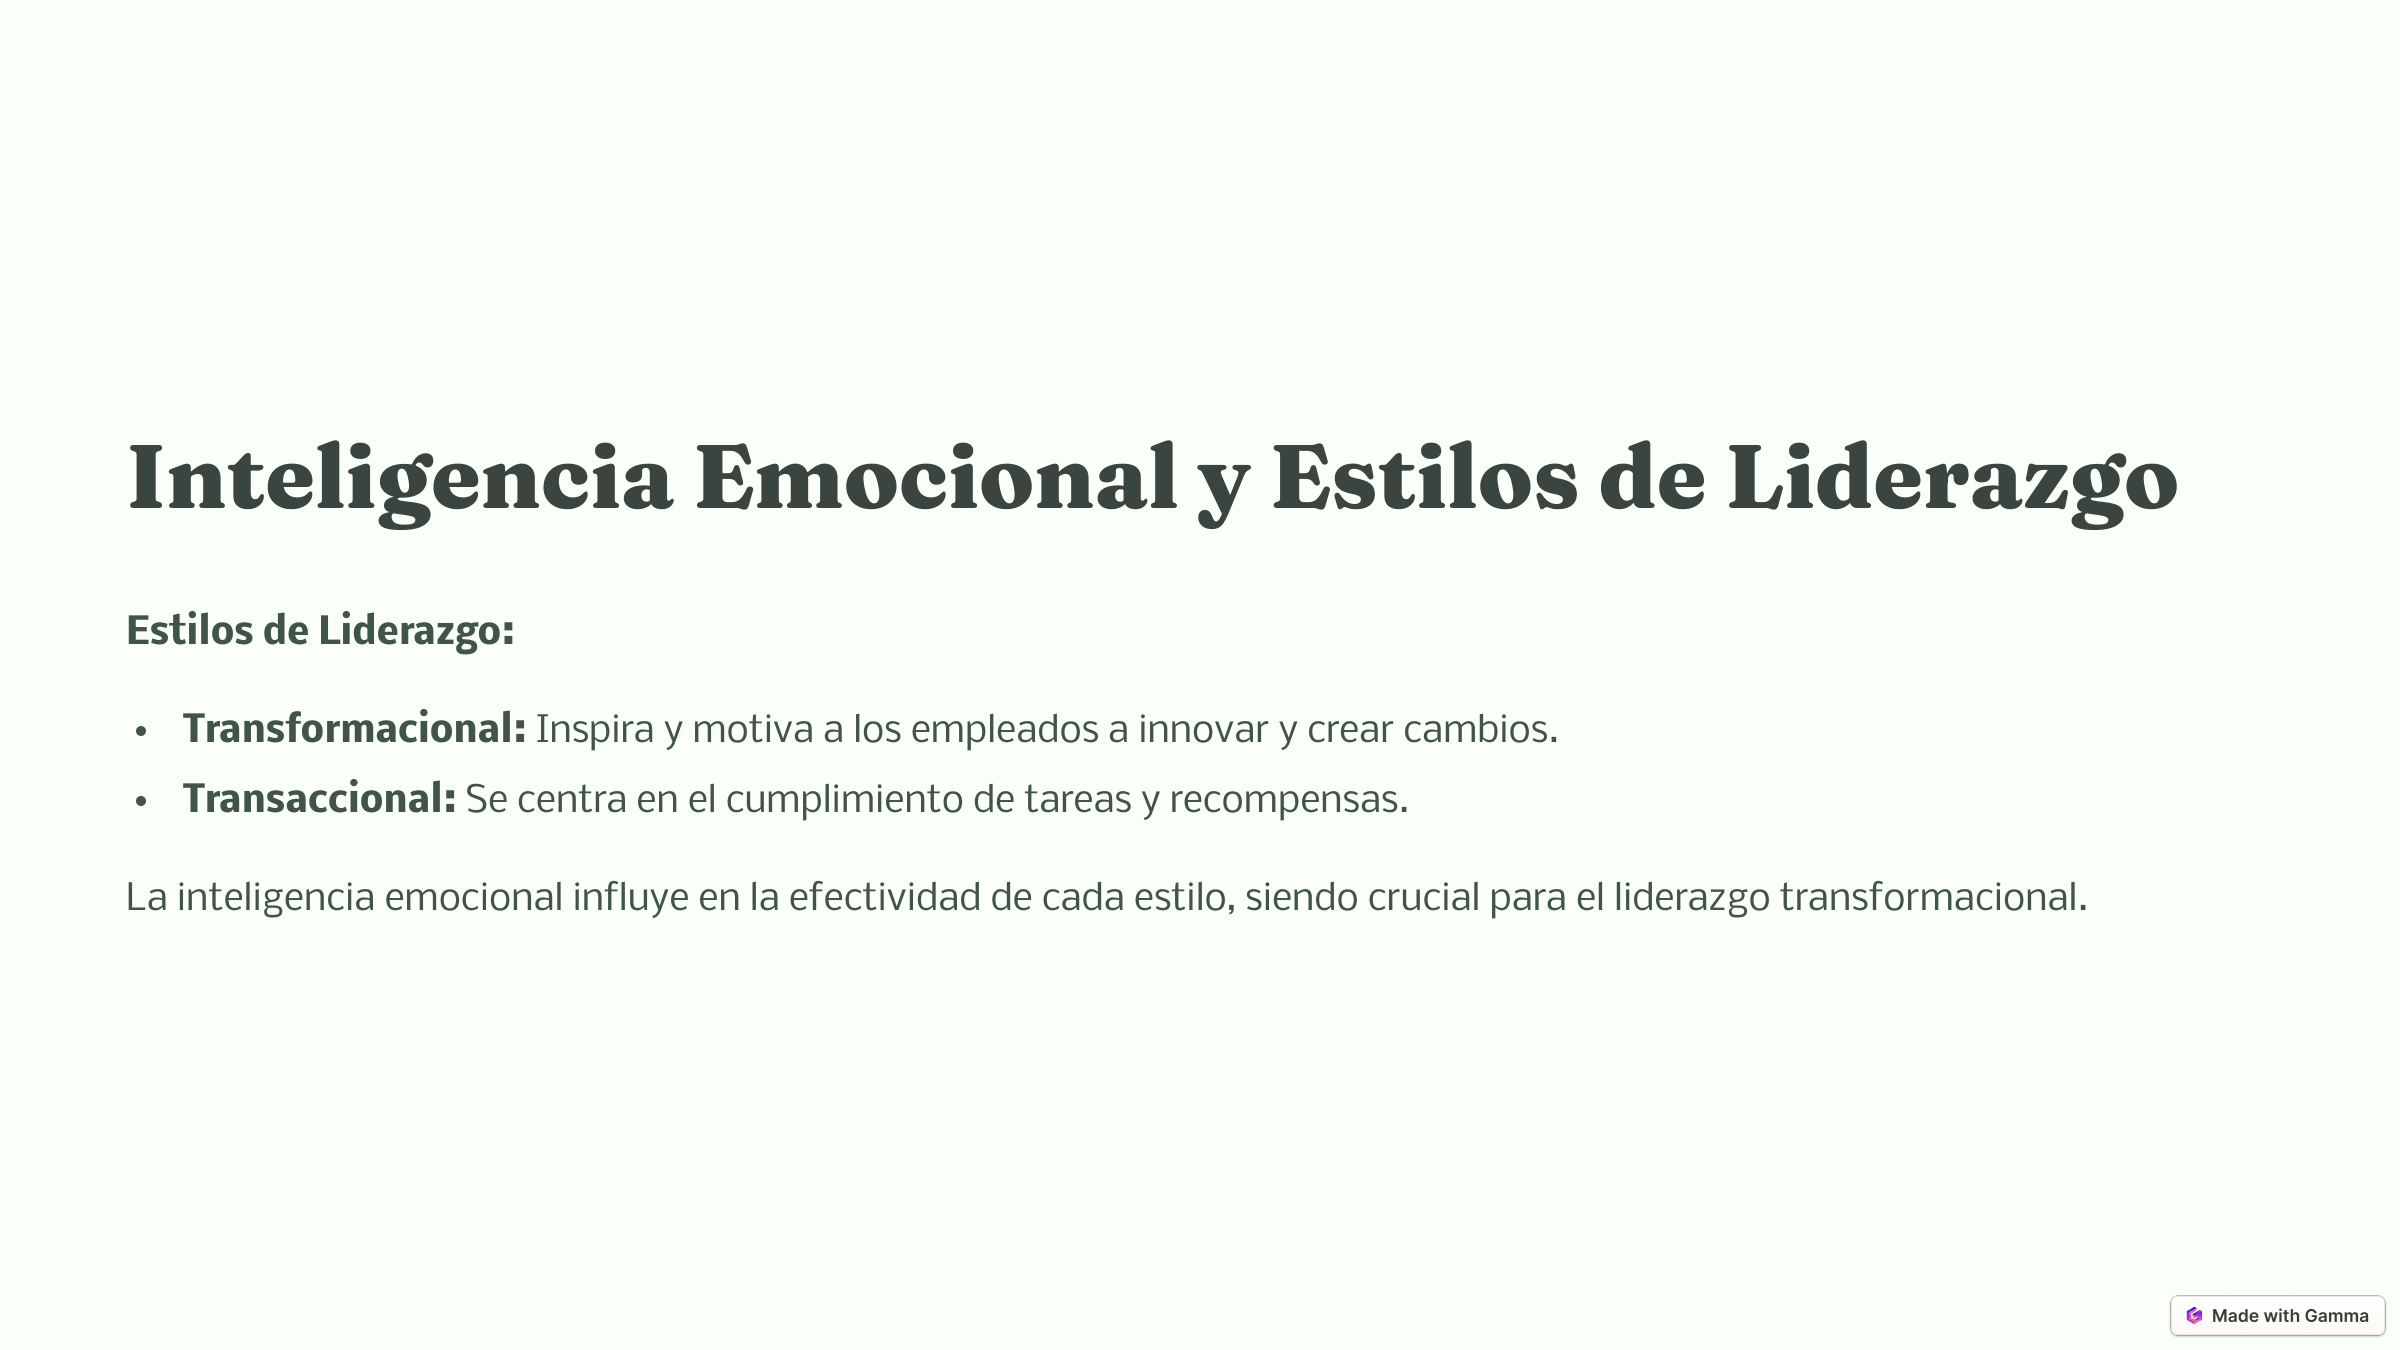 Inteligencia Emocional y Estilos de Liderazgo
Estilos de Liderazgo:
• Transformacional: Inspira y motiva a los empleados a innovar y crear cambios.
• Transaccional: Se centra en el cumplimiento de tareas y recompensas.
La inteligencia emocional influye en la efectividad de cada estilo, siendo crucial para el liderazgo transformacional.
Made with Gamma